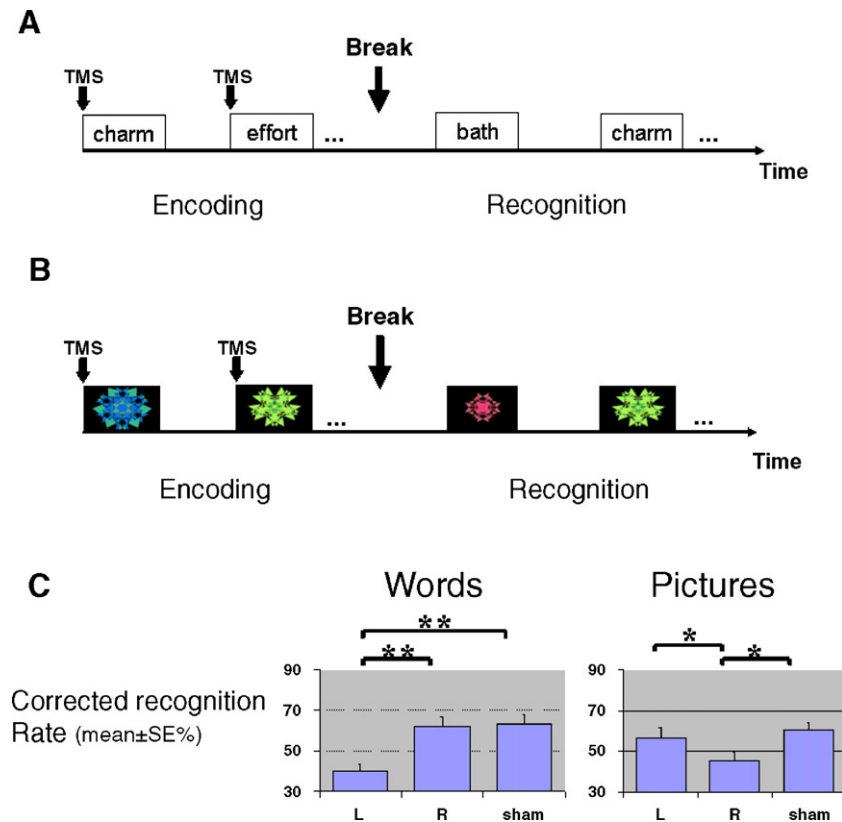 A
Break
TMS TMS
charm effort ... bath charm ...
Time
Encoding Recognition
B
Break
TMS TMS
... ...
Time
Encoding Recognition
C Words Pictures
** *
** *
Corrected recognition
Rate (mean±SE%)
90 90
70 70
50 50
30 30
L R sham L R sham